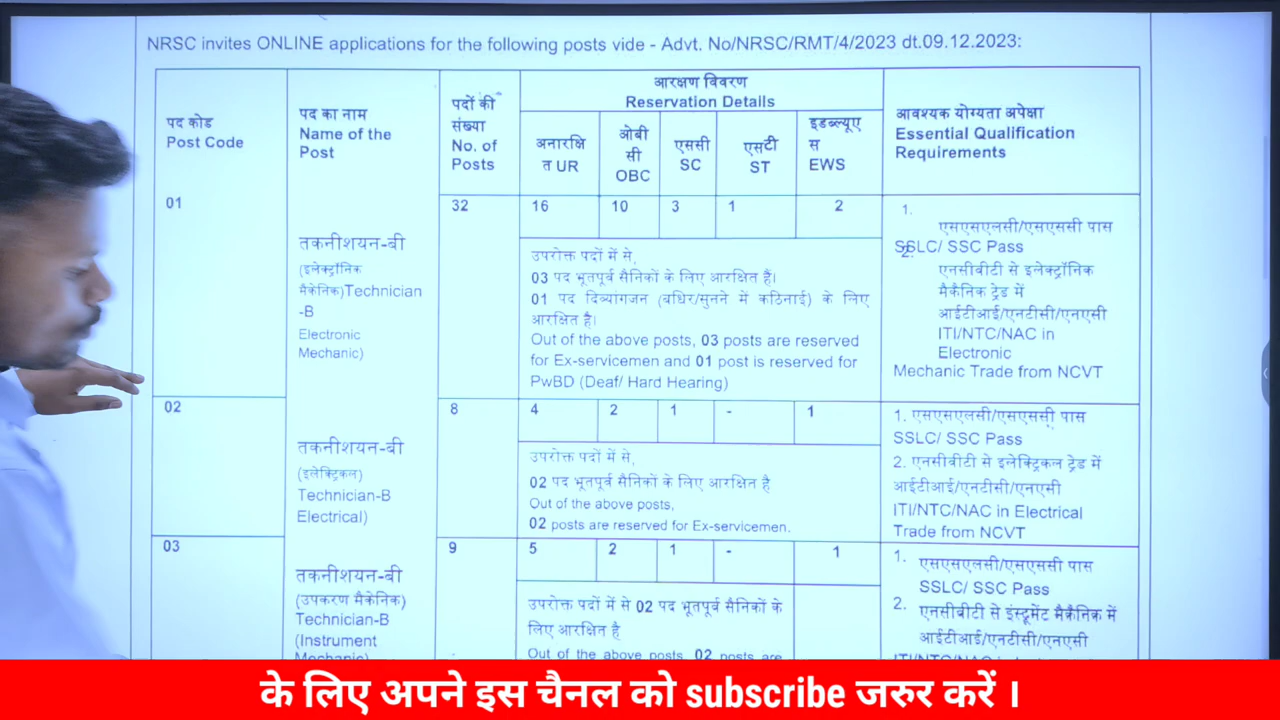 NRSC invites ONLINE applications for the following posts vide - Advt. No/NRSC/RMT/4/2023 dt.09.12.2023:
पद कोड
Post Code
पद का नाम
Name of the
Post
पदों की
संख्या
No. of
Posts
आरक्षण विवरण
Reservation Details
अनारक्षि
त UR
ओबी
सी
OBC
एससी
SC
एसटी
ST
इडब्ल्यूए
स
EWS
आवश्यक योग्यता अपेक्षा
Essential Qualification
Requirements
01
तकनीशयन-बी
(इलेक्ट्रॉनिक
मैकेनिक)Technician
-B
Electronic
Mechanic)
32
16
10
3
1
2
उपरोक्त पदों में से,
03 पद भूतपूर्व सैनिकों के लिए आरक्षित हैं।
01 पद दिव्यांगजन (बधिर/सुनने में कठिनाई) के लिए
आरक्षित है।
Out of the above posts, 03 posts are reserved
for Ex-servicemen and 01 post is reserved for
PwBD (Deaf/ Hard Hearing)
1.
एसएसएलसी/एसएससी पास
SSLC/ SSC Pass
2.
एनसीवीटी से इलेक्ट्रॉनिक
मैकैनिक ट्रेड में
आईटीआई/एनटीसी/एनएसी
ITI/NTC/NAC in
Electronic
Mechanic Trade from NCVT
02
तकनीशयन-बी
(इलेक्ट्रिकल)
Technician-B
Electrical)
8
4
2
1
-
1
उपरोक्त पदों में से,
02 पद भूतपूर्व सैनिकों के लिए आरक्षित है
Out of the above posts,
02 posts are reserved for Ex-servicemen.
1. एसएसएलसी/एसएससी पास
SSLC/ SSC Pass
2. एनसीवीटी से इलेक्ट्रिकल ट्रेड में
आईटीआई/एनटीसी/एनएसी
ITI/NTC/NAC in Electrical
Trade from NCVT
03
तकनीशयन-बी
(उपकरण मैकेनिक)
Technician-B
(Instrument
Mechanic)
9
5
2
1
-
1
उपरोक्त पदों में से 02 पद भूतपूर्व सैनिकों के
लिए आरक्षित है
Out of the above posts, 02 posts are
1. एसएसएलसी/एसएससी पास
SSLC/ SSC Pass
2. एनसीवीटी से इंस्ट्रूमेंट मैकैनिक में
आईटीआई/एनटीसी/एनएसी
के लिए अपने इस चैनल को subscribe जरुर करें ।